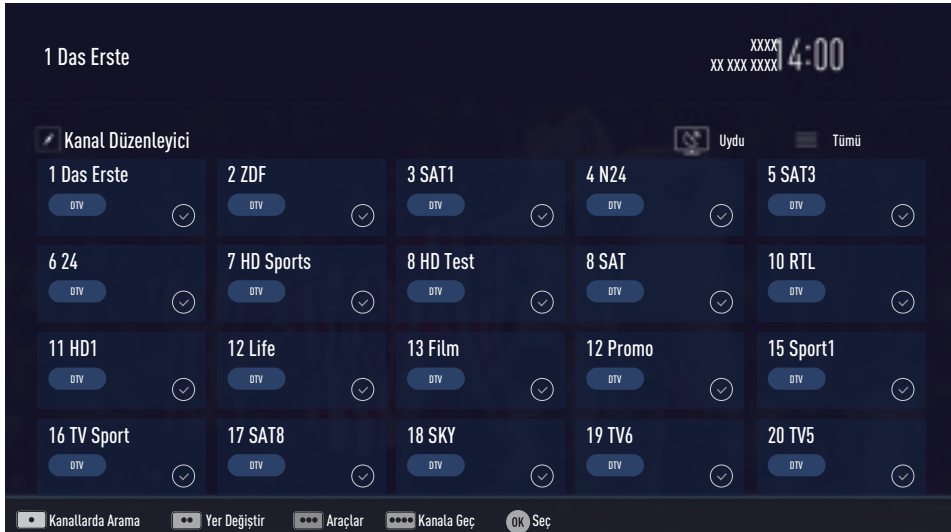 1 Das Erste
XXXX
XX XXX XXXX 14:00
Kanal Düzenleyici Uydu Tümü
1 Das Erste 2 ZDF 3 SAT1 4 N24 5 SAT3
DTV DTV DTV DTV DTV
6 24 7 HD Sports 8 HD Test 8 SAT 10 RTL
DTV DTV DTV DTV DTV
11 HD1 12 Life 13 Film 12 Promo 15 Sport1
DTV DTV DTV DTV DTV
16 TV Sport 17 SAT8 18 SKY 19 TV6 20 TV5
DTV DTV DTV DTV DTV
Kanallarda Arama Yer Değiştir Araçlar Kanala Geç OK Seç